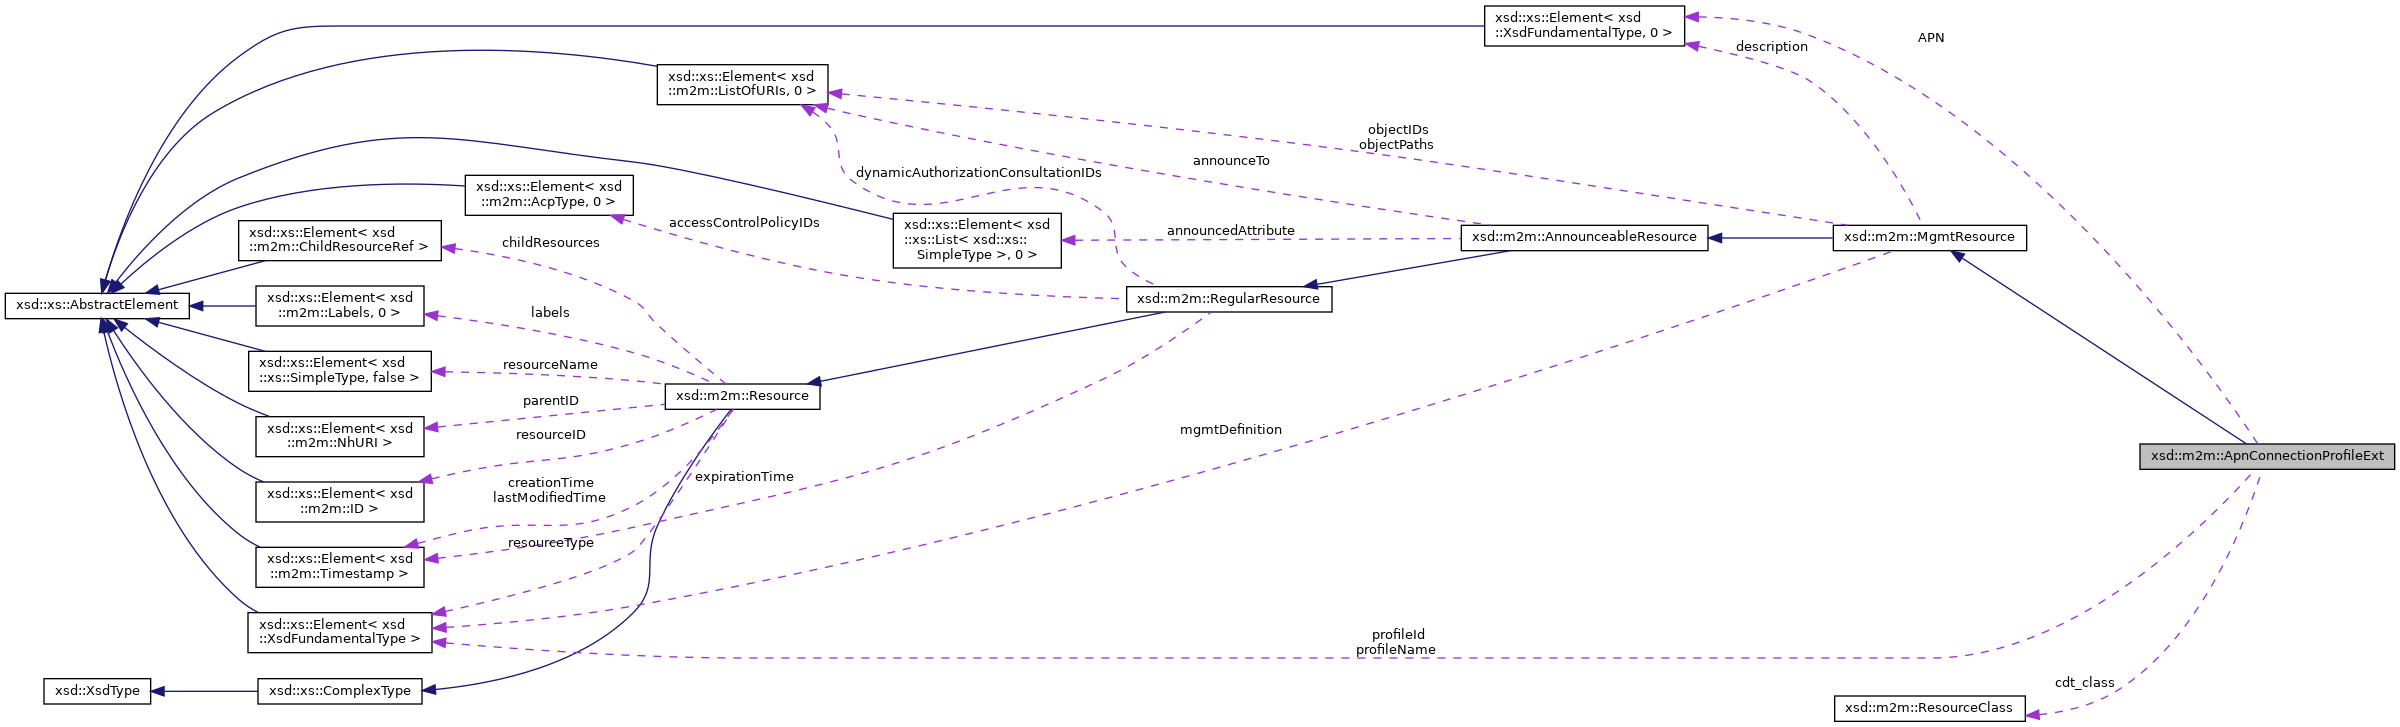 xsd::xs::Element< xsd
::XsdFundamentalType, 0 >
APN
description
xsd::xs::Element< xsd
::m2m::ListOfURIs, 0 >
objectIDs
objectPaths
announceTo
dynamicAuthorizationConsultationIDs
xsd::xs::Element< xsd
::m2m::AcpType, 0 >
accessControlPolicyIDs
xsd::xs::Element< xsd
::xs::List< xsd::xs::
SimpleType >, 0 >
announcedAttribute
xsd::m2m::AnnounceableResource
xsd::m2m::MgmtResource
xsd::xs::Element< xsd
::m2m::ChildResourceRef >
childResources
xsd::xs::AbstractElement
xsd::xs::Element< xsd
::m2m::Labels, 0 >
labels
xsd::m2m::RegularResource
xsd::xs::Element< xsd
::xs::SimpleType, false >
resourceName
xsd::m2m::Resource
parentID
xsd::xs::Element< xsd
::m2m::NhURI >
resourceID
mgmtDefinition
xsd::m2m::ApnConnectionProfileExt
xsd::xs::Element< xsd
::m2m::ID >
creationTime
lastModifiedTime
expirationTime
resourceType
xsd::xs::Element< xsd
::m2m::Timestamp >
xsd::xs::Element< xsd
::XsdFundamentalType >
profileId
profileName
xsd::XsdType
xsd::xs::ComplexType
cdt_class
xsd::m2m::ResourceClass